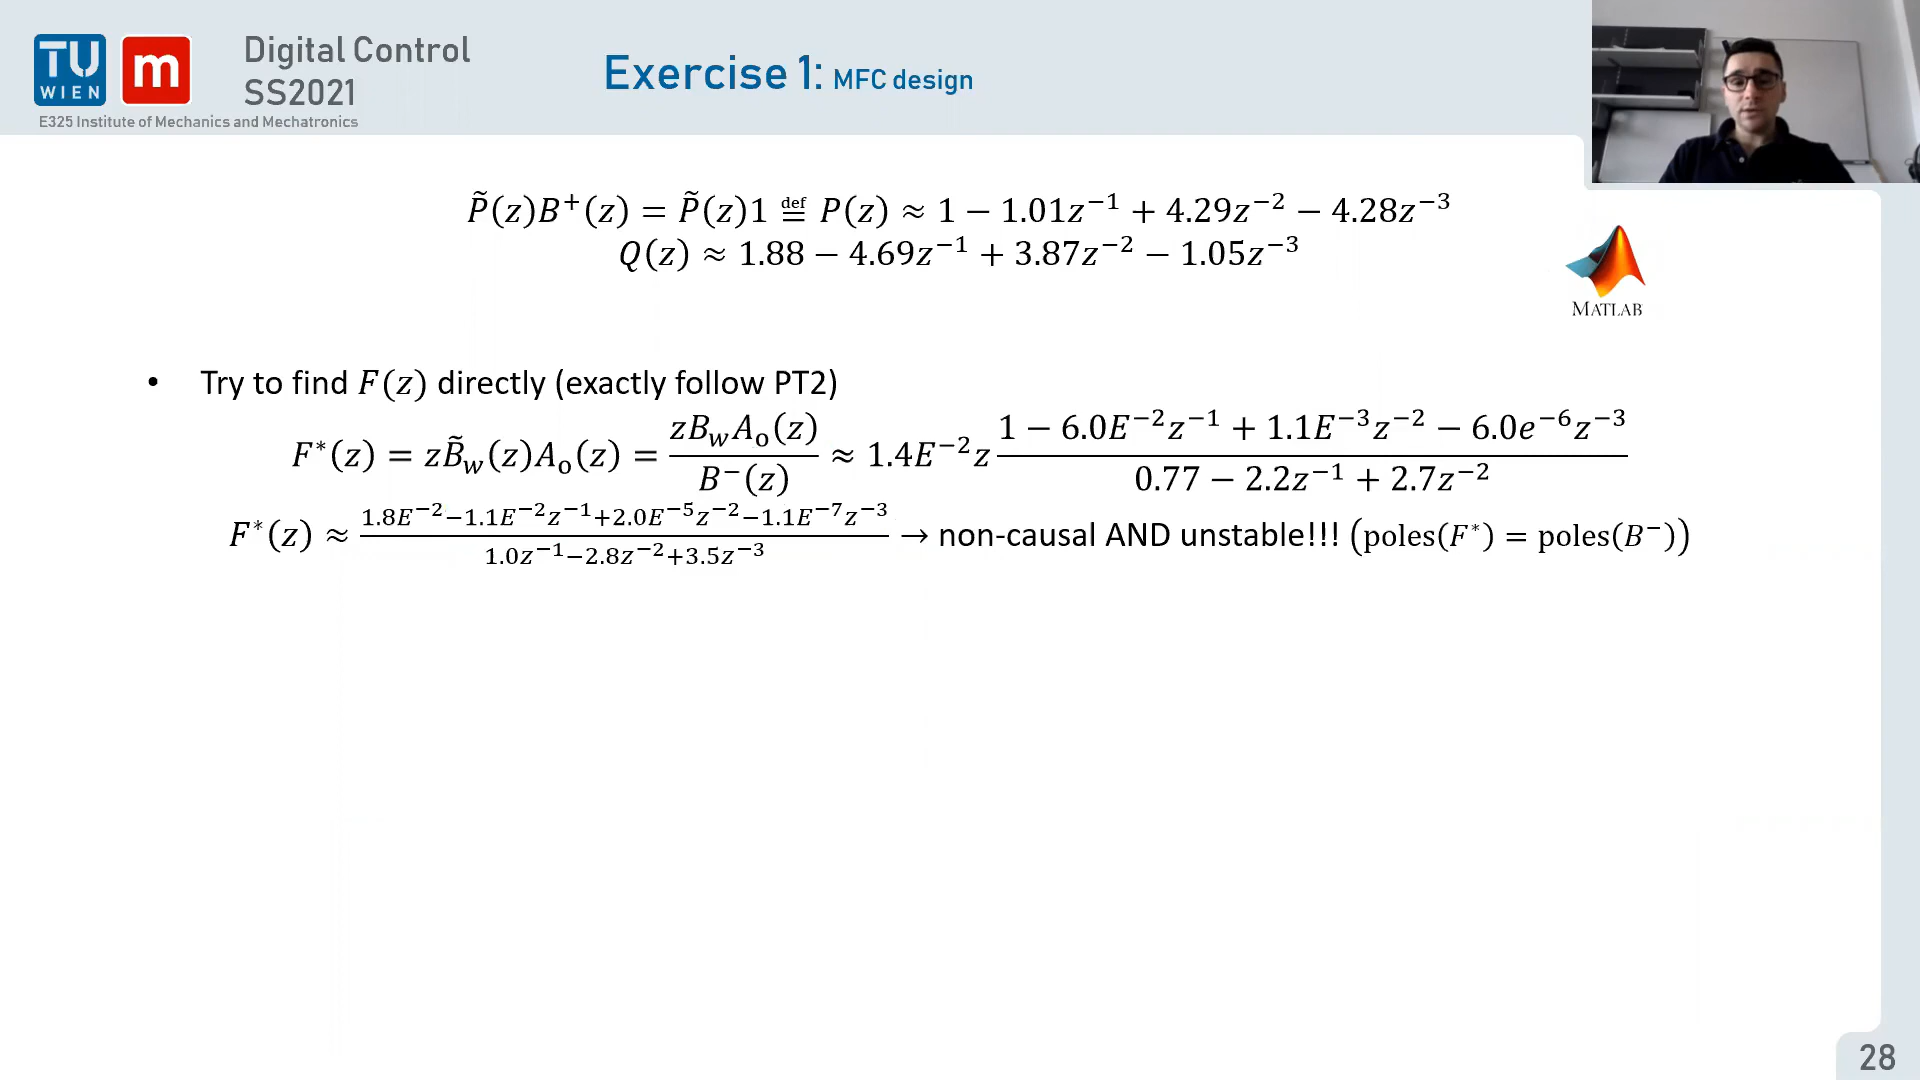 TU WIEN
m
Digital Control
SS2021
E325 Institute of Mechanics and Mechatronics
Exercise 1: MFC design
P̃(z)B⁺(z) = P̃(z)1 ≝ P(z) ≈ 1 − 1.01z⁻¹ + 4.29z⁻² − 4.28z⁻³
Q(z) ≈ 1.88 − 4.69z⁻¹ + 3.87z⁻² − 1.05z⁻³
MATLAB
• Try to find F(z) directly (exactly follow PT2)
F*(z) = zB̃_w(z)A_o(z) = (zB_wA_o(z))/(B⁻(z)) ≈ 1.4E⁻²z (1 − 6.0E⁻²z⁻¹ + 1.1E⁻³z⁻² − 6.0e⁻⁶z⁻³)/(0.77 − 2.2z⁻¹ + 2.7z⁻²)
F*(z) ≈ (1.8E⁻²−1.1E⁻²z⁻¹+2.0E⁻⁵z⁻²−1.1E⁻⁷z⁻³)/(1.0z⁻¹−2.8z⁻²+3.5z⁻³) → non-causal AND unstable!!! (poles(F*) = poles(B⁻))
28